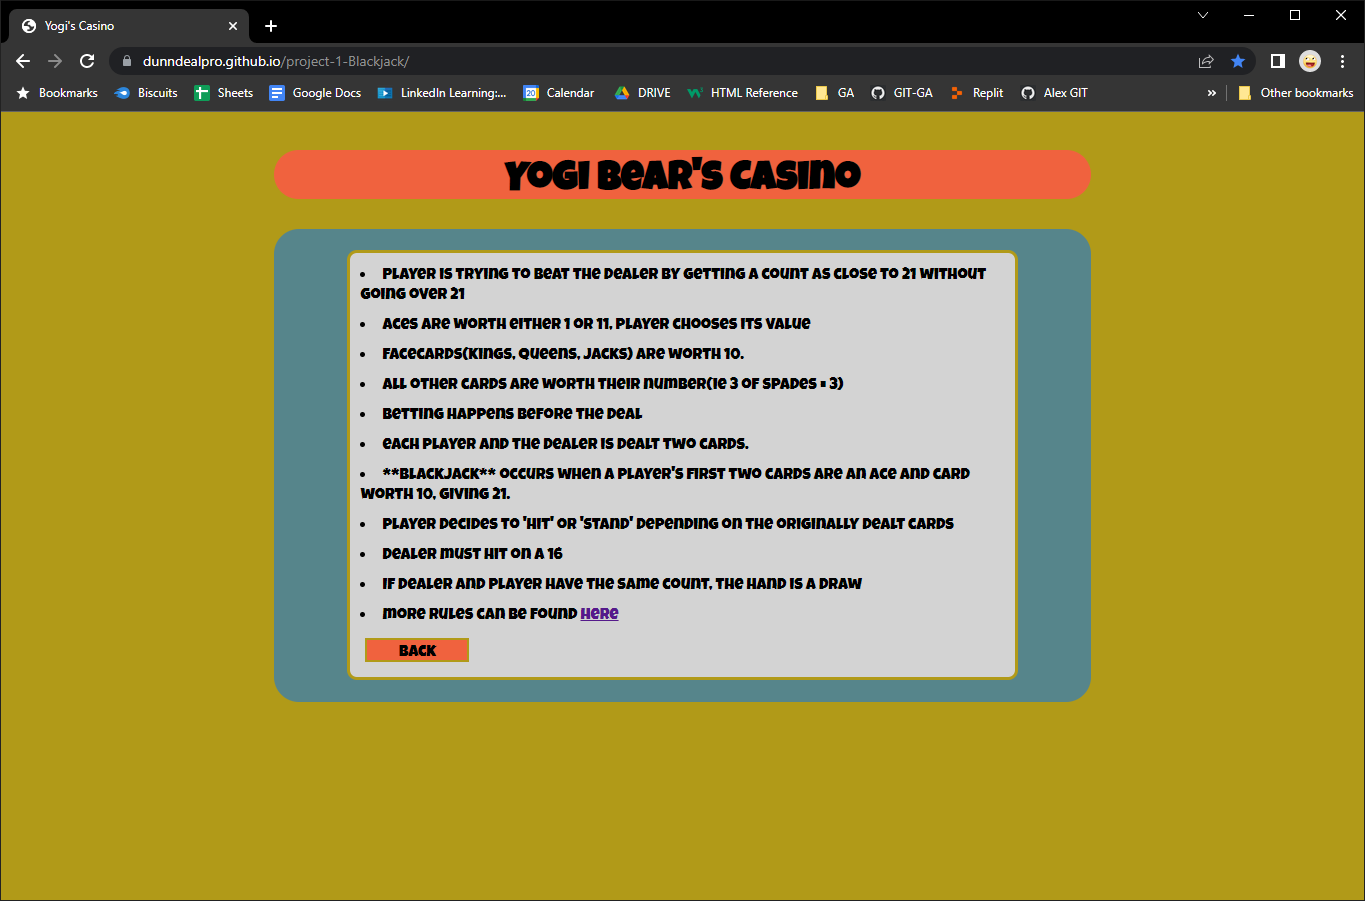 Yogi's Casino
dunndealpro.github.io/project-1-Blackjack/
Bookmarks Biscuits Sheets Google Docs LinkedIn Learning:... 20 Calendar DRIVE HTML Reference GA GIT-GA Replit Alex GIT » Other bookmarks
Yogi Bear's Casino
• Player is trying to beat the dealer by getting a count as close to 21 without
going over 21
• Aces are worth either 1 or 11, player chooses its value
• Facecards(Kings, Queens, Jacks) are worth 10.
• All other cards are worth their number(ie 3 of spades = 3)
• Betting happens before the deal
• Each player and the dealer is dealt two cards.
• **Blackjack** occurs when a player's first two cards are an ace and card
worth 10, giving 21.
• Player decides to 'hit' or 'stand' depending on the originally dealt cards
• Dealer must hit on a 16
• If dealer and player have the same count, the hand is a draw
• More rules can be found here
BACK